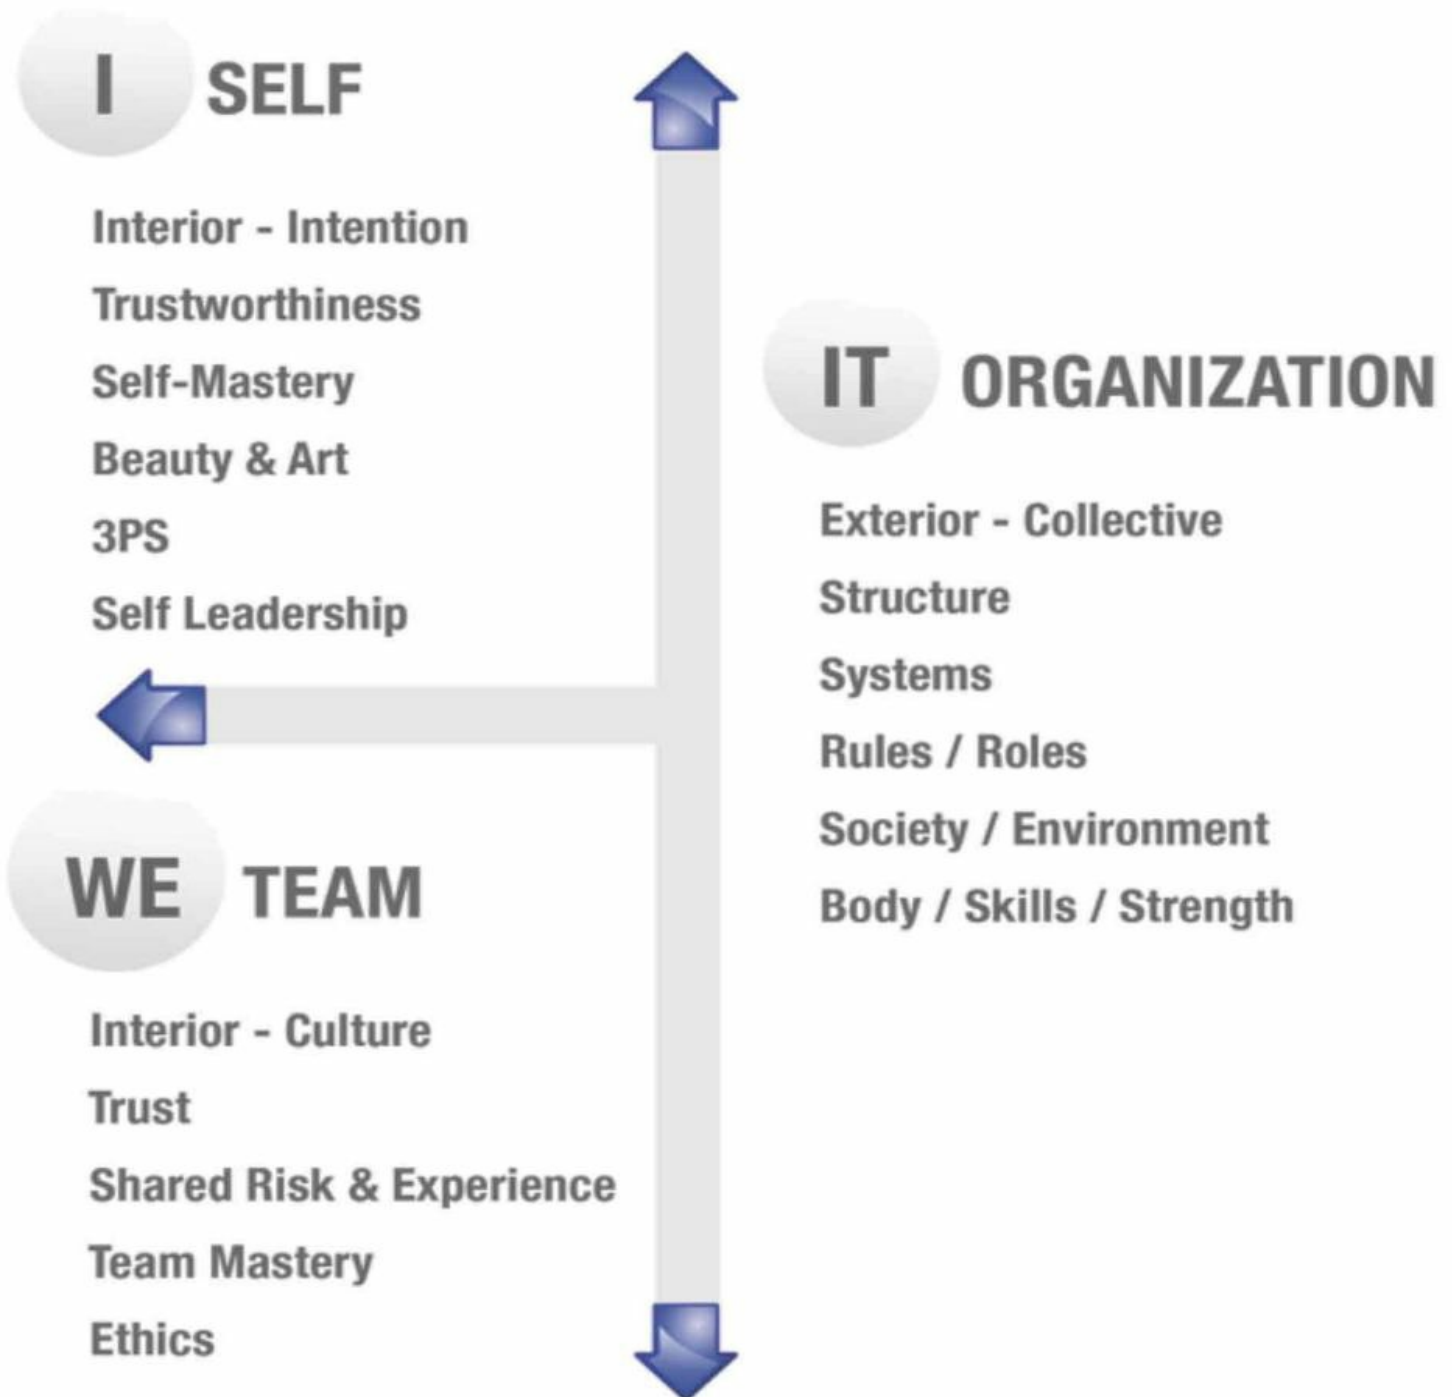 I SELF
Interior - Intention
Trustworthiness
Self-Mastery
Beauty & Art
3PS
Self Leadership
WE TEAM
Interior - Culture
Trust
Shared Risk & Experience
Team Mastery
Ethics
IT ORGANIZATION
Exterior - Collective
Structure
Systems
Rules / Roles
Society / Environment
Body / Skills / Strength